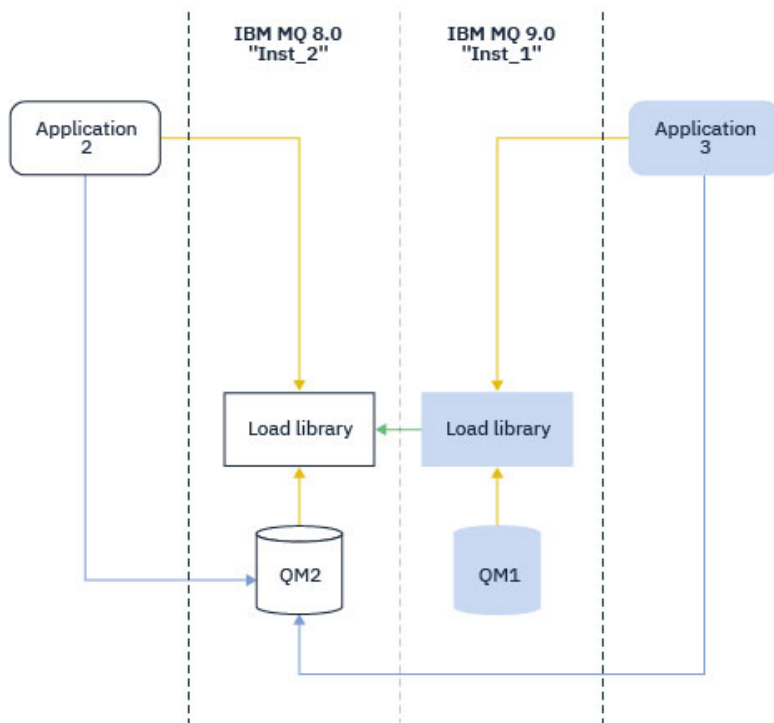 IBM MQ 8.0
"Inst_2"
IBM MQ 9.0
"Inst_1"
Application
2
Application
3
Load library
Load library
QM2
QM1